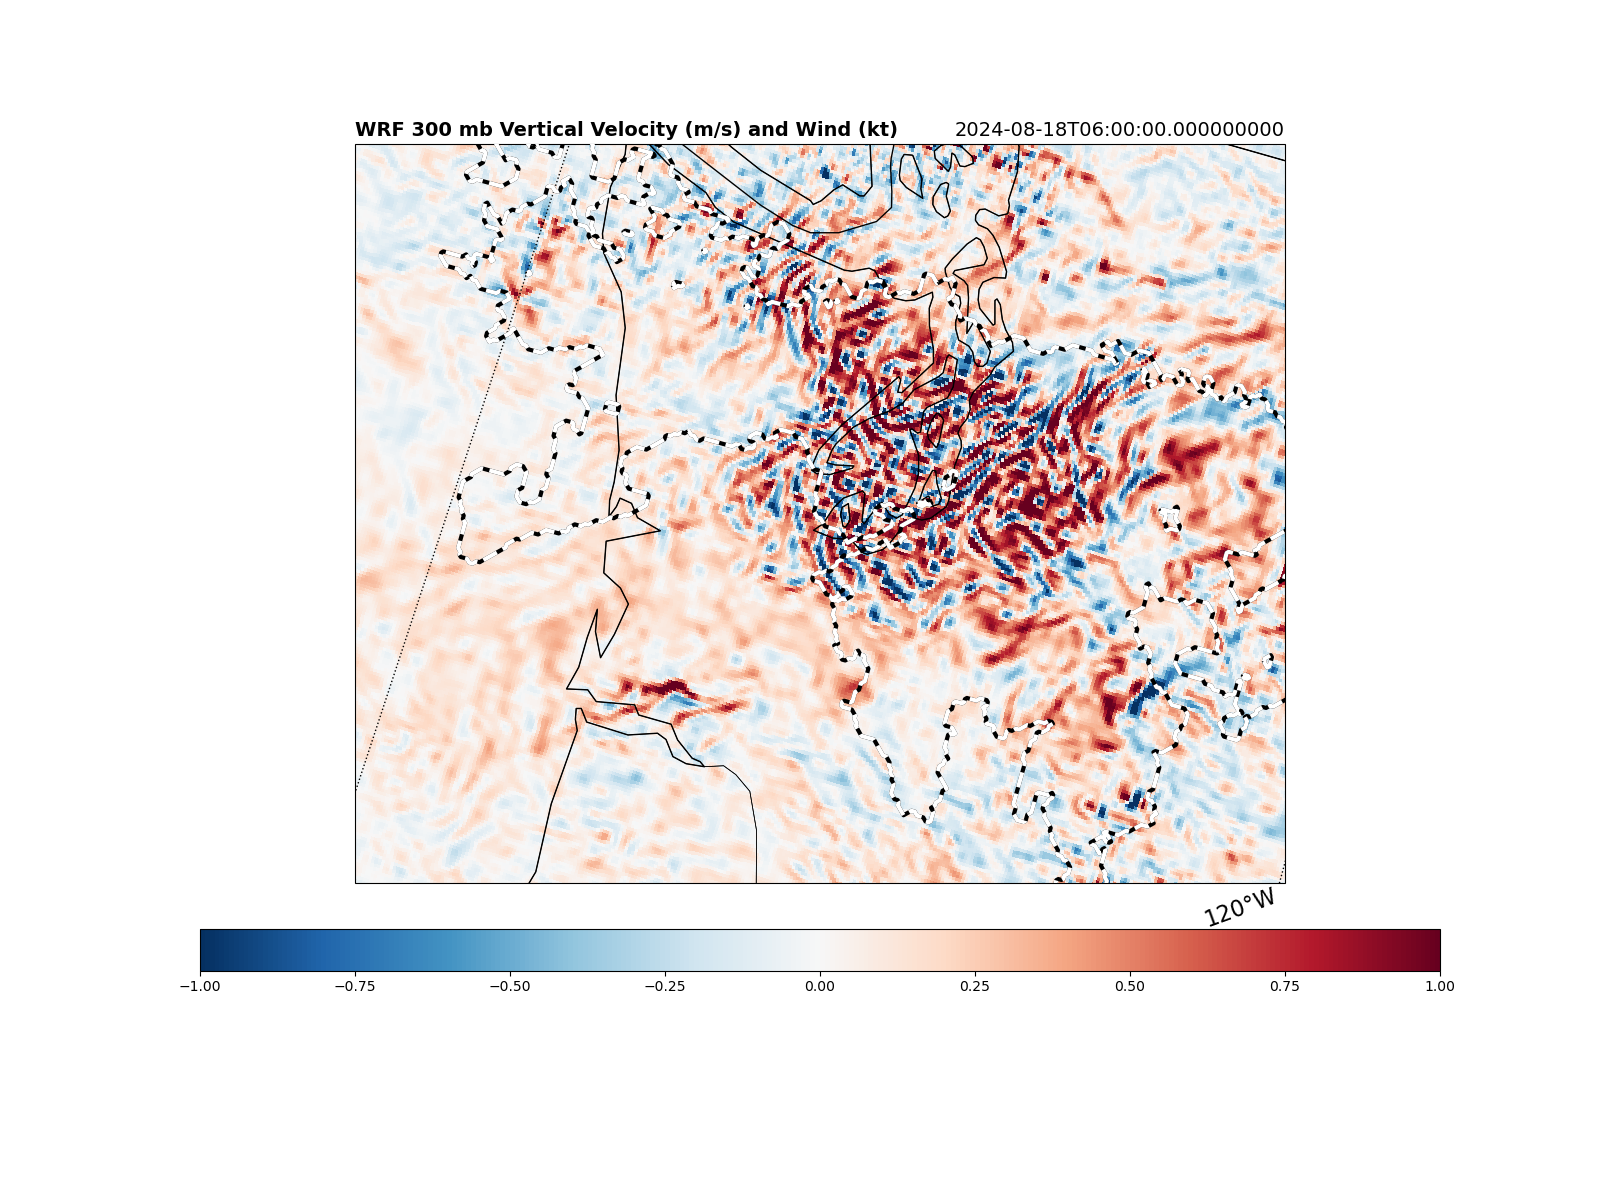 WRF 300 mb Vertical Velocity (m/s) and Wind (kt) 2024-08-18T06:00:00.000000000
120°W
−1.00 −0.75 −0.50 −0.25 0.00 0.25 0.50 0.75 1.00